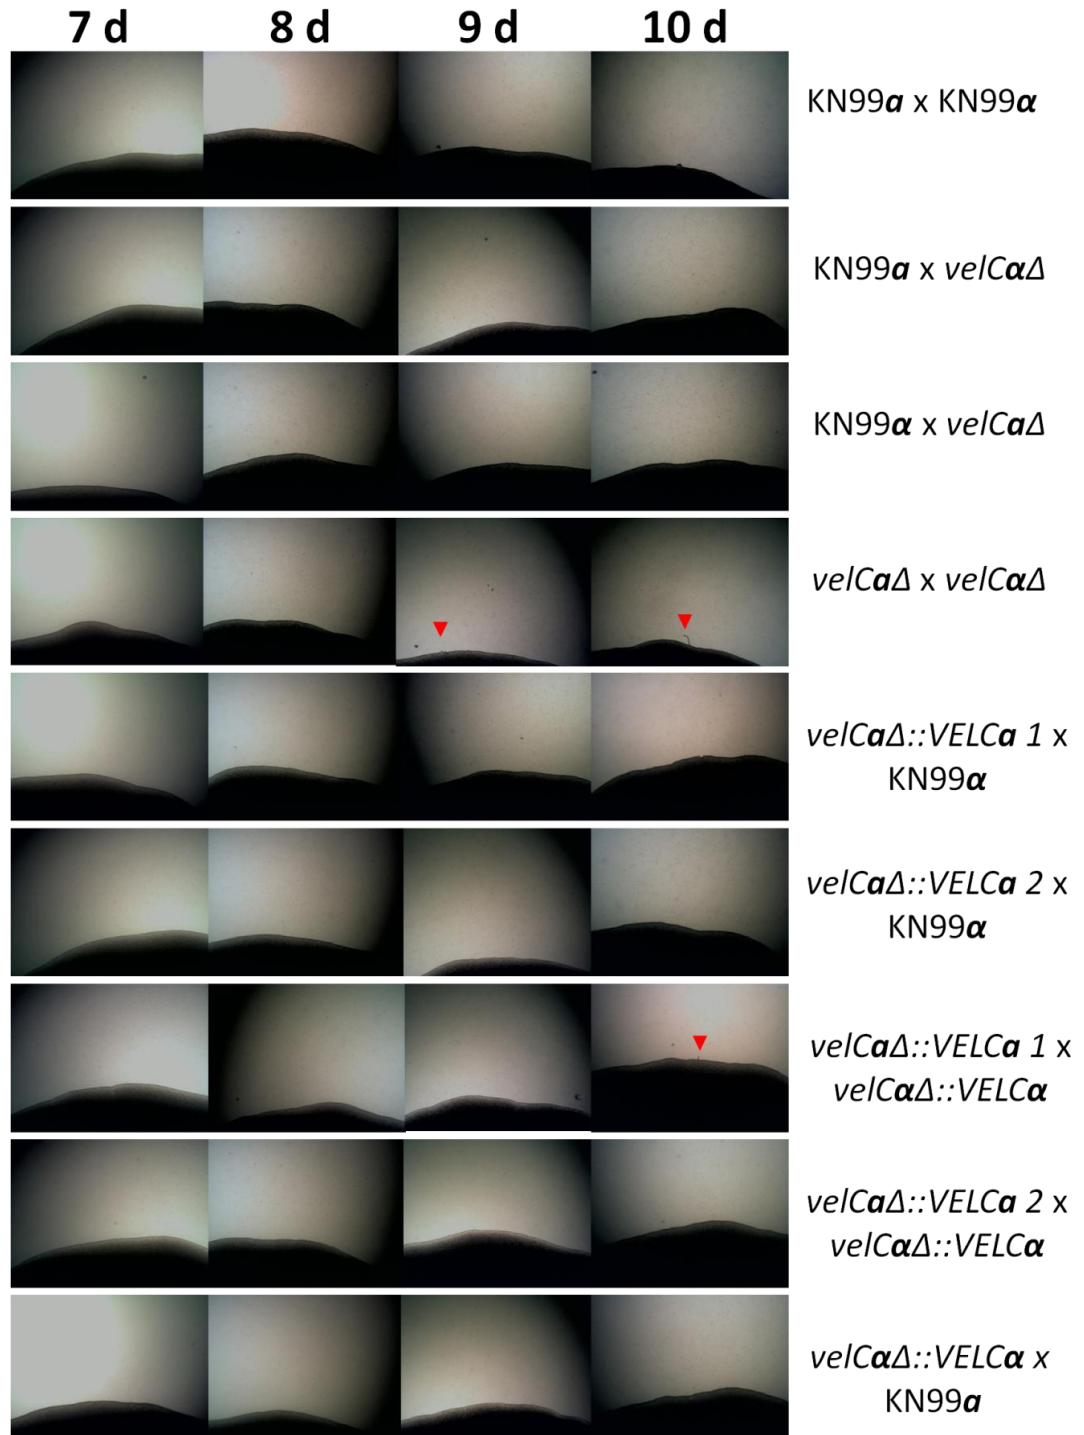 7 d 8 d 9 d 10 d
KN99a x KN99α
KN99a x velCαΔ
KN99α x velCaΔ
velCaΔ x velCαΔ
velCaΔ::VELCa 1 x
KN99α
velCaΔ::VELCa 2 x
KN99α
velCaΔ::VELCa 1 x
velCαΔ::VELCα
velCaΔ::VELCa 2 x
velCαΔ::VELCα
velCαΔ::VELCα x
KN99a